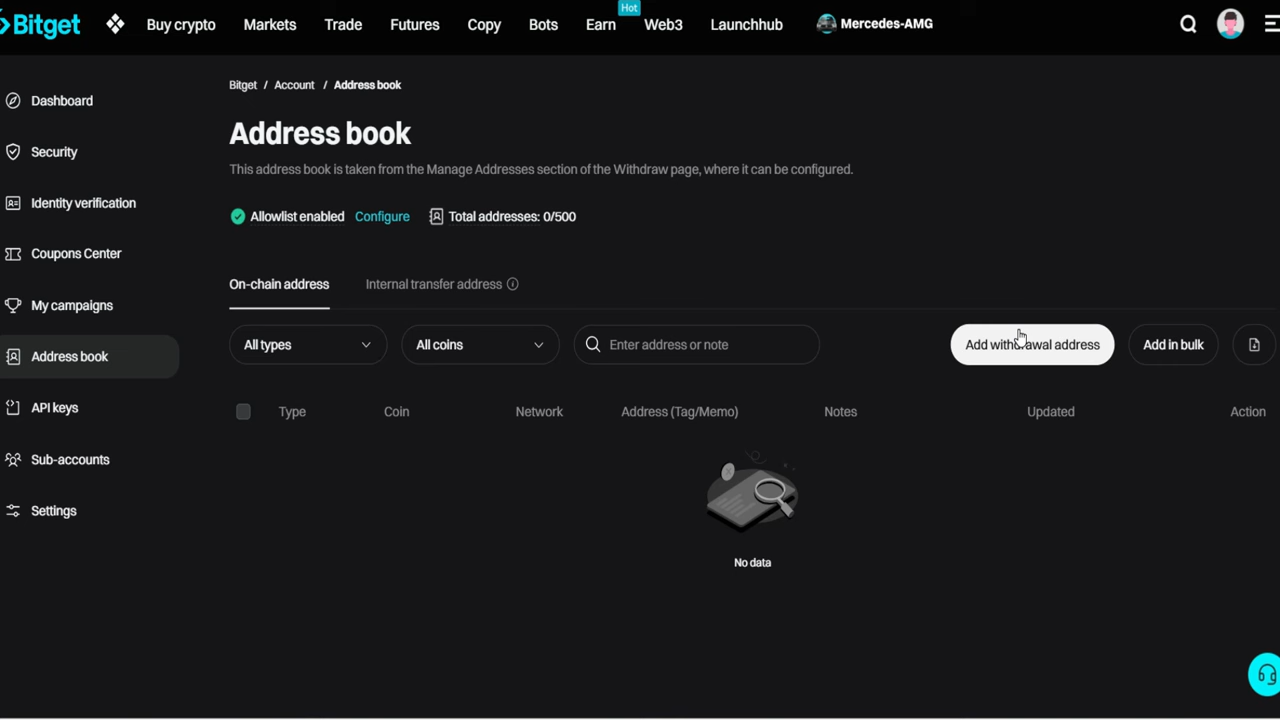 Bitget
Buy crypto
Markets
Trade
Futures
Copy
Bots
Earn
Hot
Web3
Launchhub
Mercedes-AMG
Dashboard
Security
Identity verification
Coupons Center
My campaigns
Address book
API keys
Sub-accounts
Settings
Bitget / Account / Address book
Address book
This address book is taken from the Manage Addresses section of the Withdraw page, where it can be configured.
Allowlist enabled Configure Total addresses: 0/500
On-chain address Internal transfer address
All types All coins Enter address or note Add withdrawal address Add in bulk
Type Coin Network Address (Tag/Memo) Notes Updated Action
No data